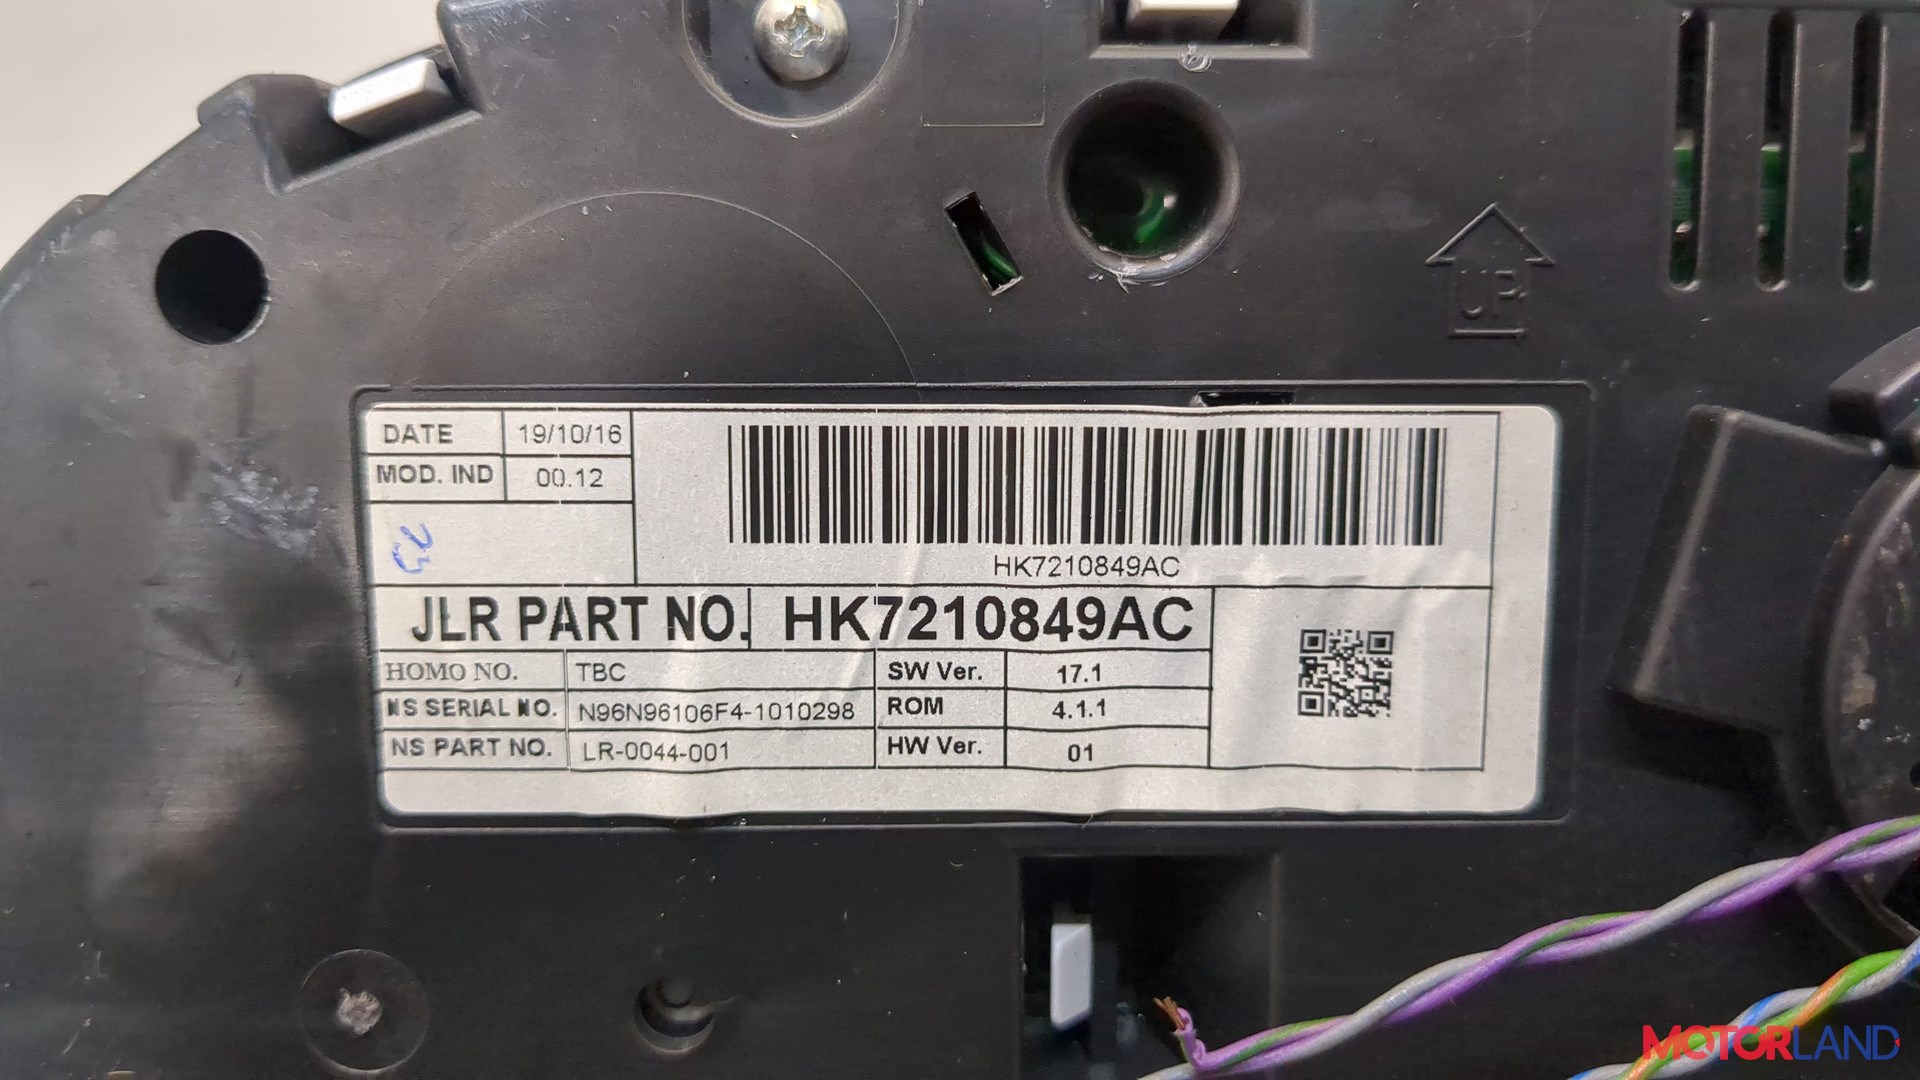 UP
DATE 19/10/16
MOD. IND 00.12
HK7210849AC
JLR PART NO. HK7210849AC
HOMO NO. TBC SW Ver. 17.1
NS SERIAL NO. N96N96106F4-1010298 ROM 4.1.1
NS PART NO. LR-0044-001 HW Ver. 01
MOTORLAND